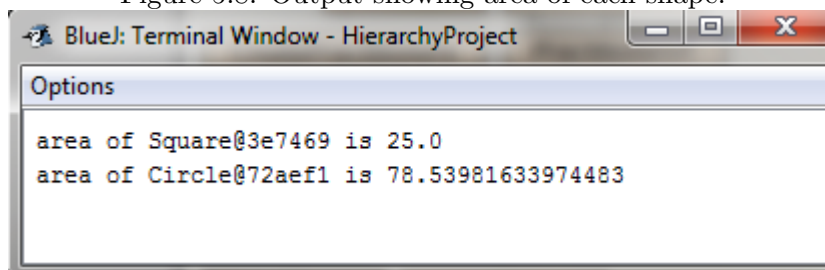 Figure 3.8: Output showing area of each shape.
BlueJ: Terminal Window - HierarchyProject
Options
area of Square@3e7469 is 25.0
area of Circle@72aef1 is 78.53981633974483